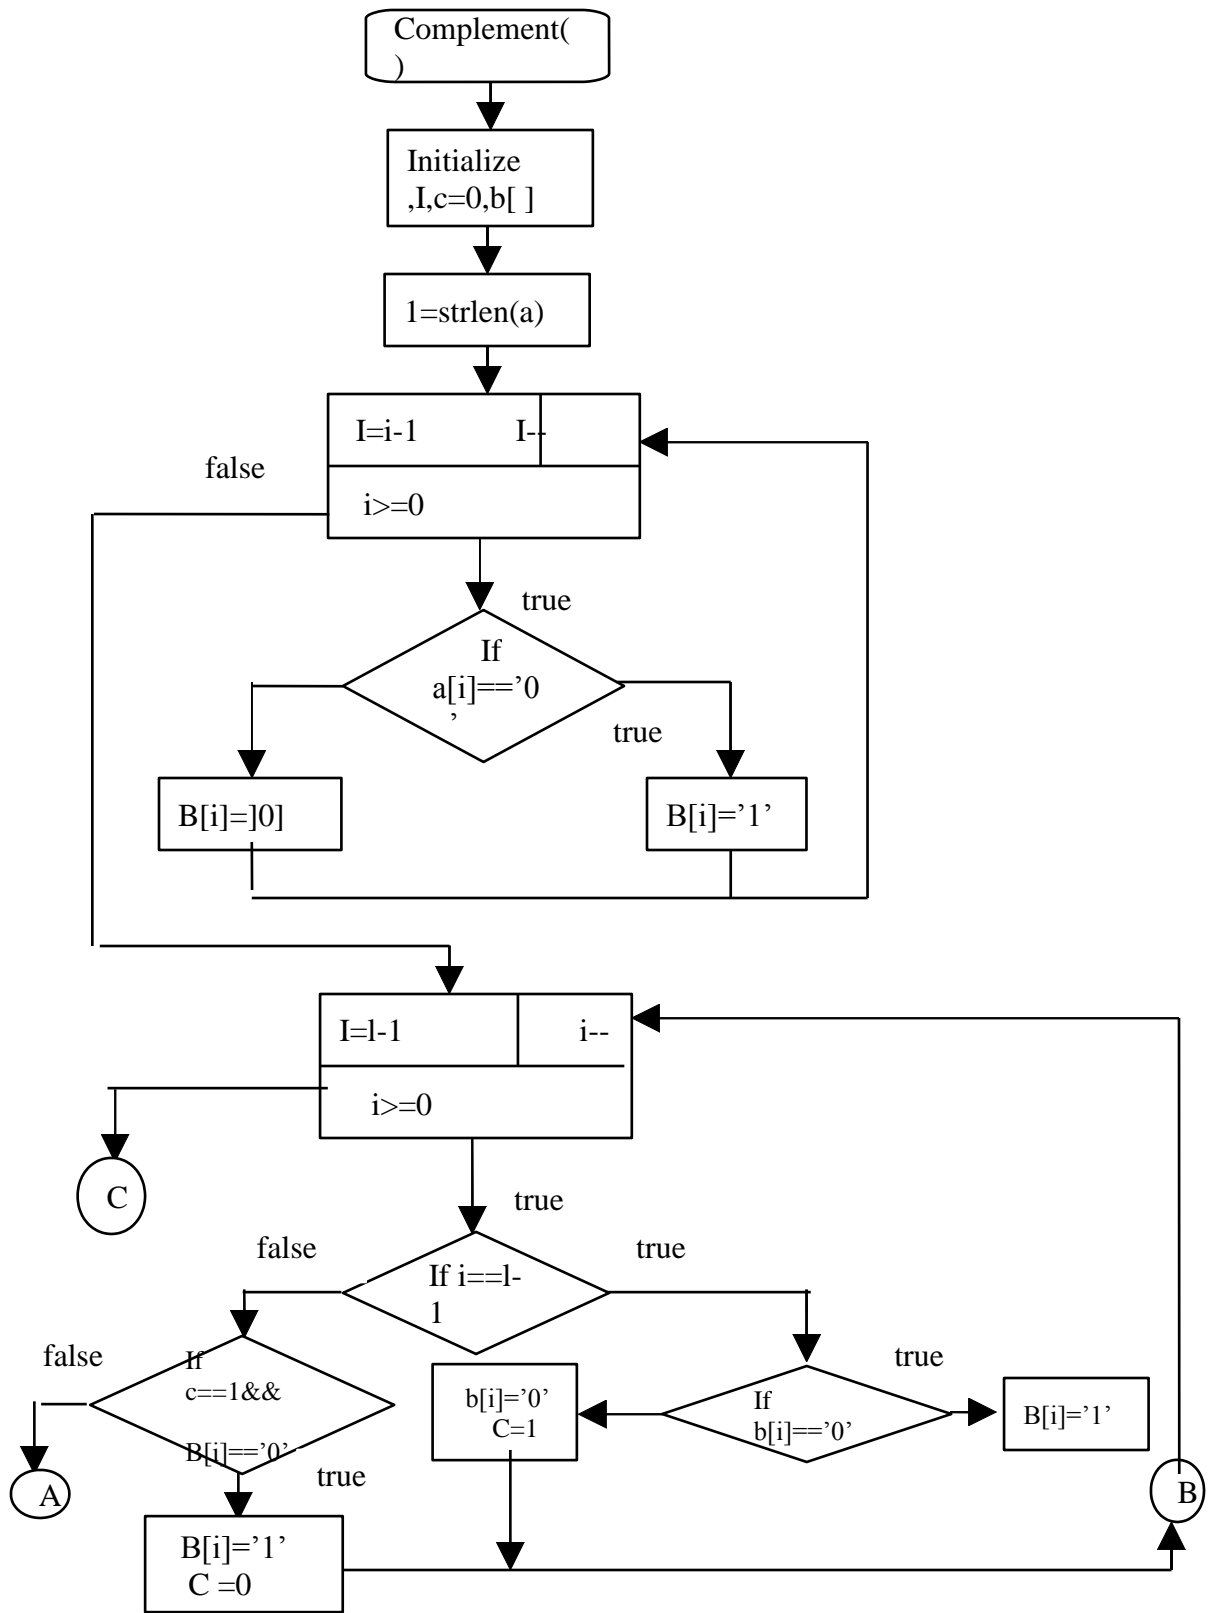 Complement(
)
Initialize
,I,c=0,b[ ]
1=strlen(a)
I=i-1 I--
false
i>=0
true
If
a[i]==’0
’
true
B[i]=]0]
B[i]=’1’
I=l-1 i--
i>=0
C
true
false
true
If i==l-
1
false
If
c==1&&
B[i]==’0’
true
b[i]=’0’
C=1
If
b[i]==’0’
B[i]=’1’
A
true
B
B[i]=’1’
C =0